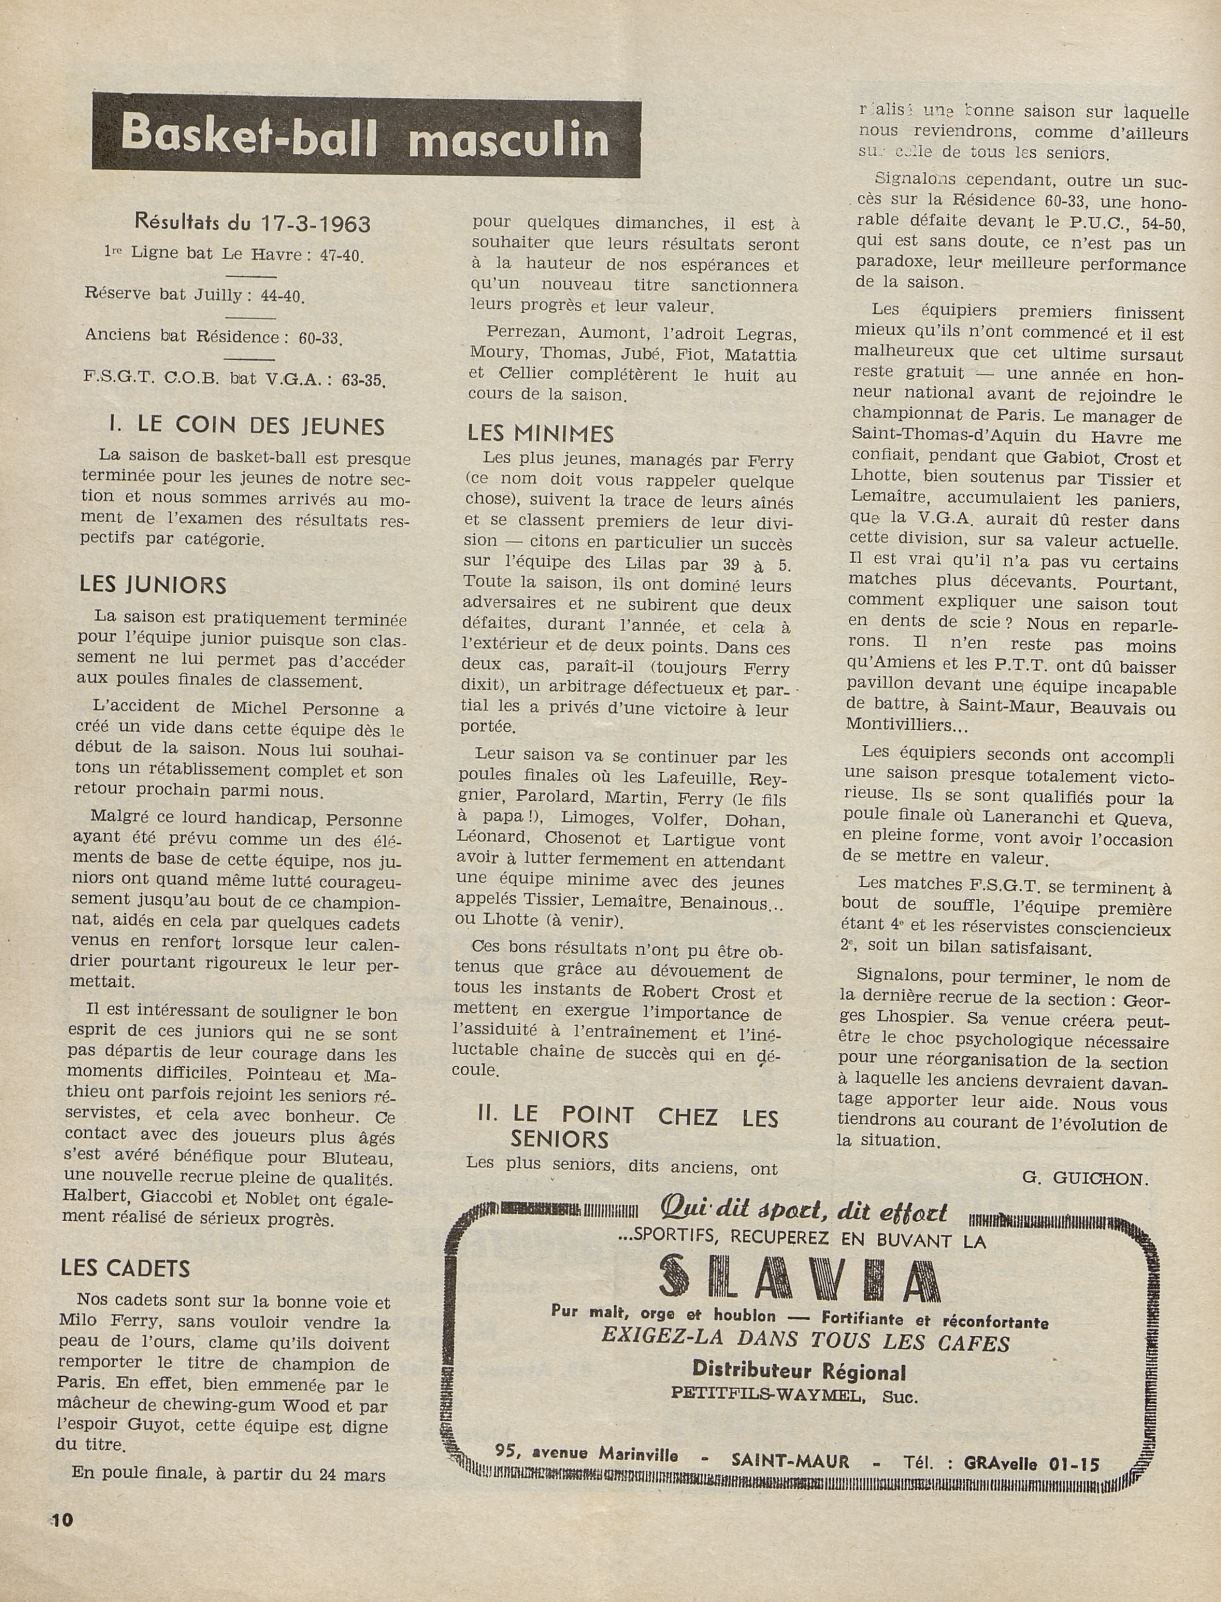 Basket-ball masculin
Résultats du 17-3-1963
1re Ligne bat Le Havre : 47-40.
Réserve bat Juilly : 44-40.
Anciens bat Résidence : 60-33.
F.S.G.T. C.O.B. bat V.G.A. : 63-35.
I. LE COIN DES JEUNES
La saison de basket-ball est presque
terminée pour les jeunes de notre sec-
tion et nous sommes arrivés au mo-
ment de l'examen des résultats res-
pectifs par catégorie.
LES JUNIORS
La saison est pratiquement terminée
pour l'équipe junior puisque son clas-
sement ne lui permet pas d'accéder
aux poules finales de classement.
L'accident de Michel Personne a
créé un vide dans cette équipe dès le
début de la saison. Nous lui souhai-
tons un rétablissement complet et son
retour prochain parmi nous.
Malgré ce lourd handicap, Personne
ayant été prévu comme un des élé-
ments de base de cette équipe, nos ju-
niors ont quand même lutté courageu-
sement jusqu'au bout de ce champion-
nat, aidés en cela par quelques cadets
venus en renfort lorsque leur calen-
drier pourtant rigoureux le leur per-
mettait.
Il est intéressant de souligner le bon
esprit de ces juniors qui ne se sont
pas départis de leur courage dans les
moments difficiles. Pointeau et Ma-
thieu ont parfois rejoint les seniors ré-
servistes, et cela avec bonheur. Ce
contact avec des joueurs plus âgés
s'est avéré bénéfique pour Bluteau,
une nouvelle recrue pleine de qualités.
Halbert, Giaccobi et Noblet ont égale-
ment réalisé de sérieux progrès.
LES CADETS
Nos cadets sont sur la bonne voie et
Milo Ferry, sans vouloir vendre la
peau de l'ours, clame qu'ils doivent
remporter le titre de champion de
Paris. En effet, bien emmenée par le
mâcheur de chewing-gum Wood et par
l'espoir Guyot, cette équipe est digne
du titre.
En poule finale, à partir du 24 mars
pour quelques dimanches, il est à
souhaiter que leurs résultats seront
à la hauteur de nos espérances et
qu'un nouveau titre sanctionnera
leurs progrès et leur valeur.
Perrezan, Aumont, l'adroit Legras,
Moury, Thomas, Jubé, Fiot, Matattia
et Cellier complétèrent le huit au
cours de la saison.
LES MINIMES
Les plus jeunes, managés par Ferry
(ce nom doit vous rappeler quelque
chose), suivent la trace de leurs aînés
et se classent premiers de leur divi-
sion — citons en particulier un succès
sur l'équipe des Lilas par 39 à 5.
Toute la saison, ils ont dominé leurs
adversaires et ne subirent que deux
défaites, durant l'année, et cela à
l'extérieur et de deux points. Dans ces
deux cas, paraît-il (toujours Ferry
dixit), un arbitrage défectueux et par-
tial les a privés d'une victoire à leur
portée.
Leur saison va se continuer par les
poules finales où les Lafeuille, Rey-
gnier, Parolard, Martin, Ferry (le fils
à papa !), Limoges, Volfer, Dohan,
Léonard, Chosenot et Lartigue vont
avoir à lutter fermement en attendant
une équipe minime avec des jeunes
appelés Tissier, Lemaître, Benainous...
ou Lhotte (à venir).
Ces bons résultats n'ont pu être ob-
tenus que grâce au dévouement de
tous les instants de Robert Crost et
mettent en exergue l'importance de
l'assiduité à l'entraînement et l'iné-
luctable chaîne de succès qui en dé-
coule.
II. LE POINT CHEZ LES
SENIORS
Les plus seniors, dits anciens, ont
réalisé une bonne saison sur laquelle
nous reviendrons, comme d'ailleurs
sur celle de tous les seniors.
Signalons cependant, outre un suc-
cès sur la Résidence 60-33, une hono-
rable défaite devant le P.U.C., 54-50,
qui est sans doute, ce n'est pas un
paradoxe, leur meilleure performance
de la saison.
Les équipiers premiers finissent
mieux qu'ils n'ont commencé et il est
malheureux que cet ultime sursaut
reste gratuit — une année en hon-
neur national avant de rejoindre le
championnat de Paris. Le manager de
Saint-Thomas-d'Aquin du Havre me
confiait, pendant que Gabiot, Crost et
Lhotte, bien soutenus par Tissier et
Lemaître, accumulaient les paniers,
que la V.G.A. aurait dû rester dans
cette division, sur sa valeur actuelle.
Il est vrai qu'il n'a pas vu certains
matches plus décevants. Pourtant,
comment expliquer une saison tout
en dents de scie ? Nous en reparle-
rons. Il n'en reste pas moins
qu'Amiens et les P.T.T. ont dû baisser
pavillon devant une équipe incapable
de battre, à Saint-Maur, Beauvais ou
Montivilliers...
Les équipiers seconds ont accompli
une saison presque totalement victo-
rieuse. Ils se sont qualifiés pour la
poule finale où Laneranchi et Queva,
en pleine forme, vont avoir l'occasion
de se mettre en valeur.
Les matches F.S.G.T. se terminent à
bout de souffle, l'équipe première
étant 4e et les réservistes consciencieux
2e, soit un bilan satisfaisant.
Signalons, pour terminer, le nom de
la dernière recrue de la section : Geor-
ges Lhospier. Sa venue créera peut-
être le choc psychologique nécessaire
pour une réorganisation de la section
à laquelle les anciens devraient davan-
tage apporter leur aide. Nous vous
tiendrons au courant de l'évolution de
la situation.
G. GUICHON.
Qui dit sport, dit effort
...SPORTIFS, RECUPEREZ EN BUVANT LA
SLAVIA
Pur malt, orge et houblon — Fortifiante et réconfortante
EXIGEZ-LA DANS TOUS LES CAFES
Distributeur Régional
PETITFILS-WAYMEL, Suc.
95, avenue Marinville - SAINT-MAUR - Tél. : GRAvelle 01-15
10